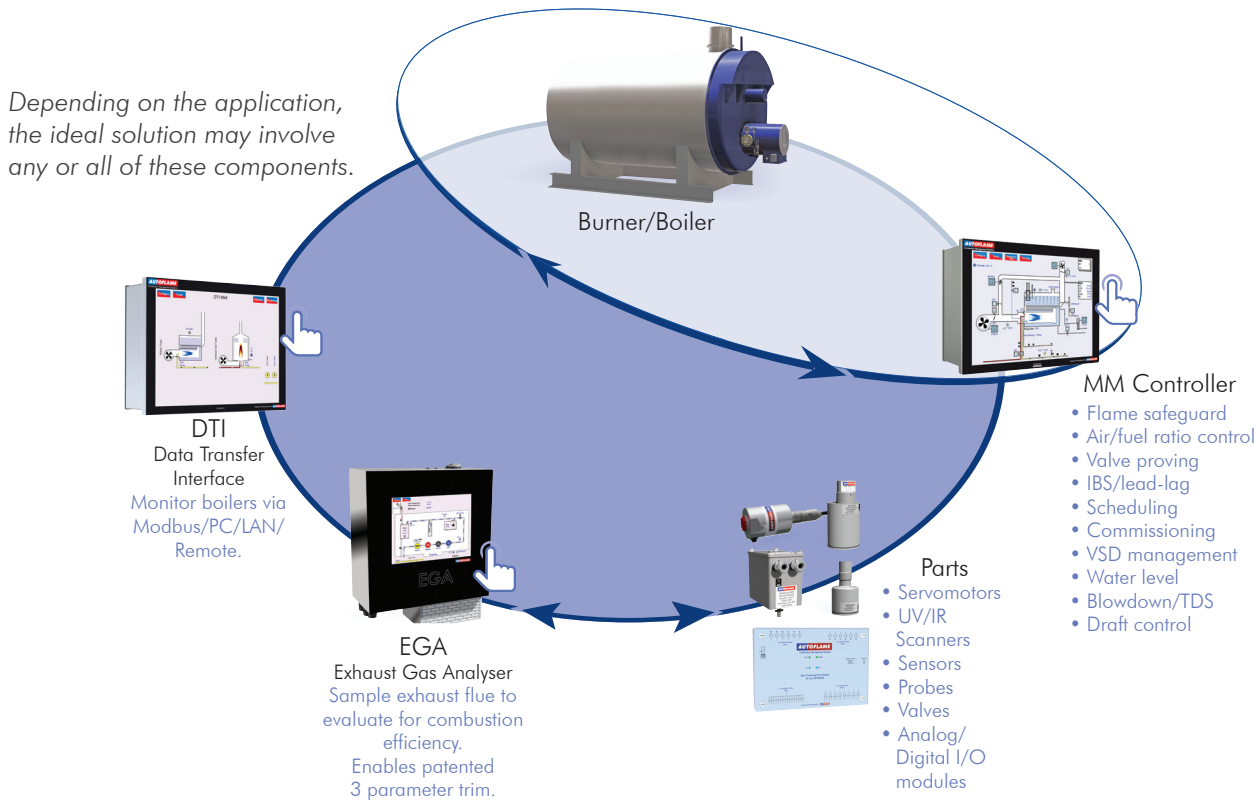 Depending on the application,
the ideal solution may involve
any or all of these components.
Burner/Boiler
AUTOFLAME
AUTOFLAME
DTI
Data Transfer
Interface
Monitor boilers via
Modbus/PC/LAN/
Remote.
MM Controller
• Flame safeguard
• Air/fuel ratio control
• Valve proving
• IBS/lead-lag
• Scheduling
• Commissioning
• VSD management
• Water level
• Blowdown/TDS
• Draft control
EGA
EGA
Exhaust Gas Analyser
Sample exhaust flue to
evaluate for combustion
efficiency.
Enables patented
3 parameter trim.
AUTOFLAME
Parts
• Servomotors
• UV/IR
Scanners
• Sensors
• Probes
• Valves
• Analog/
Digital I/O
modules